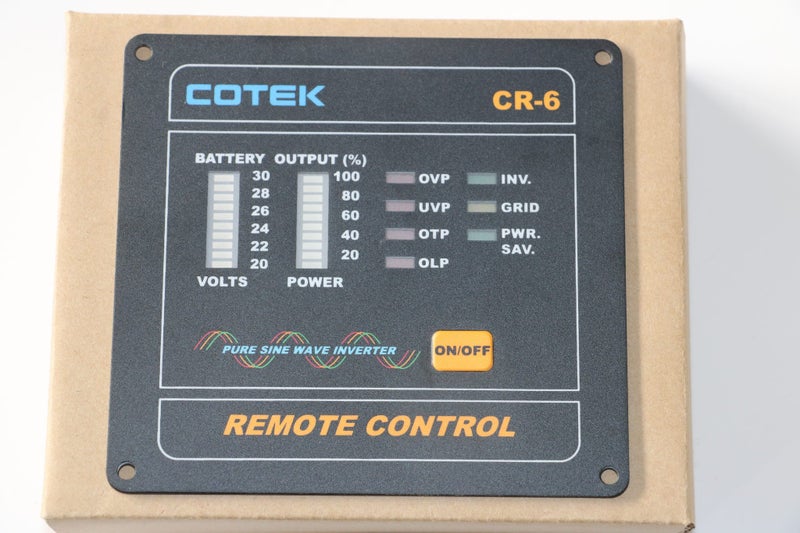 COTEK CR-6
BATTERY OUTPUT (%)
30 100 OVP INV.
28 80 UVP GRID
26 60
24 40 OTP PWR.
SAV.
22 20
20 OLP
VOLTS POWER
PURE SINE WAVE INVERTER ON/OFF
REMOTE CONTROL